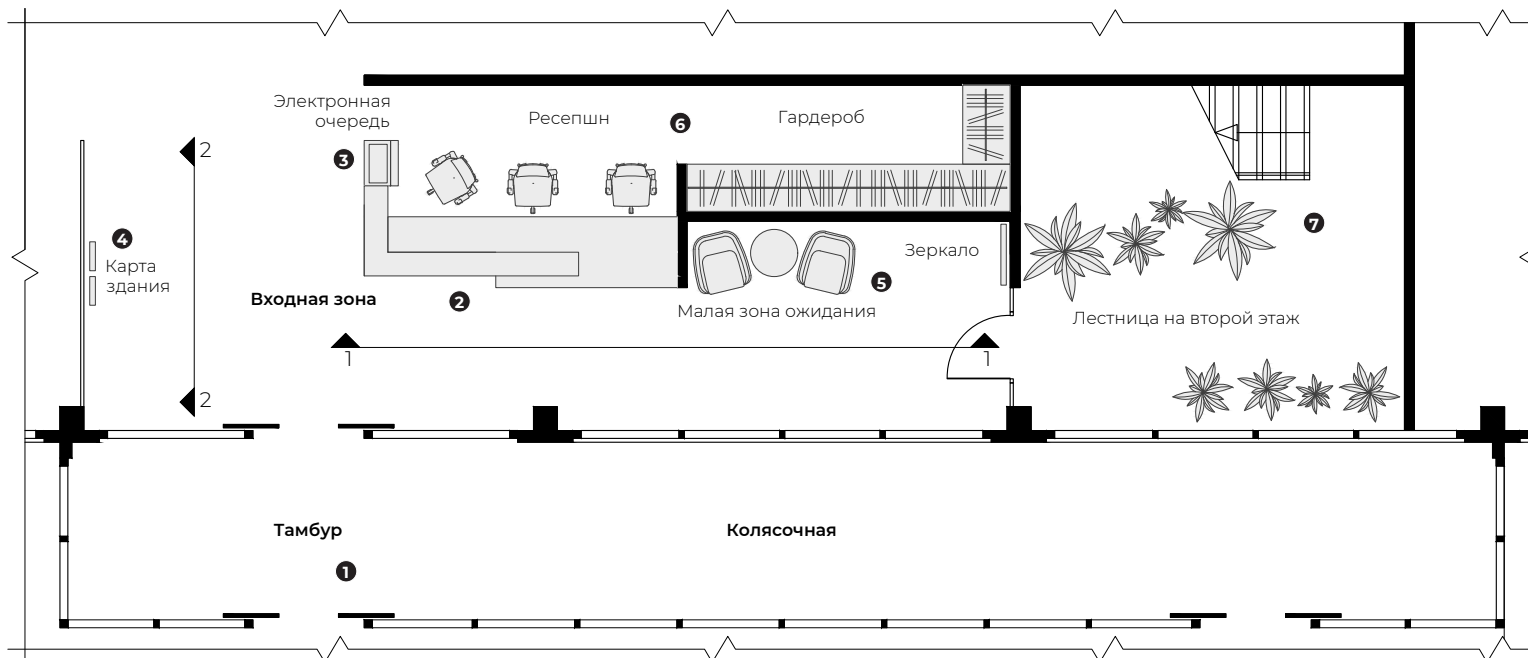 Электронная
очередь
3
Ресепшн
6
Гардероб
2
4
Карта
здания
Входная зона
2
Зеркало
5
Малая зона ожидания
7
Лестница на второй этаж
1
1
2
Тамбур
1
Колясочная